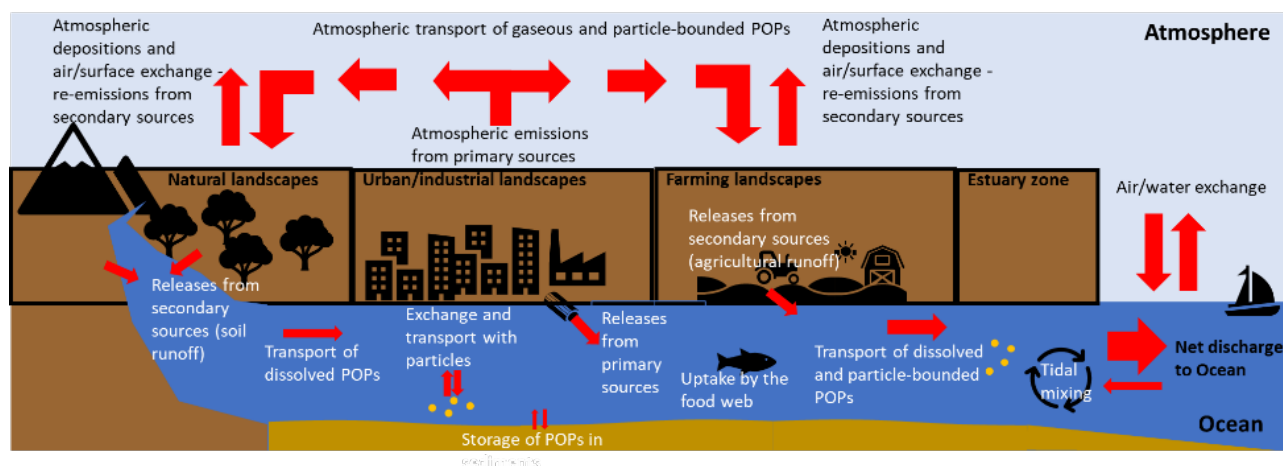 Atmospheric
depositions and
air/surface exchange -
re-emissions from
secondary sources
Atmospheric transport of gaseous and particle-bounded POPs
Atmospheric
depositions and
air/surface exchange -
re-emissions from
secondary sources
Atmosphere
Atmospheric emissions
from primary sources
Natural landscapes
Urban/industrial landscapes
Farming landscapes
Estuary zone
Air/water exchange
Releases from
secondary sources
(agricultural runoff)
Releases from
secondary
sources (soil
runoff)
Transport of
dissolved POPs
Exchange and
transport with
particles
Releases
from
primary
sources
Uptake by the
food web
Transport of dissolved
and particle-bounded
POPs
Tidal
mixing
Net discharge
to Ocean
Ocean
Storage of POPs in